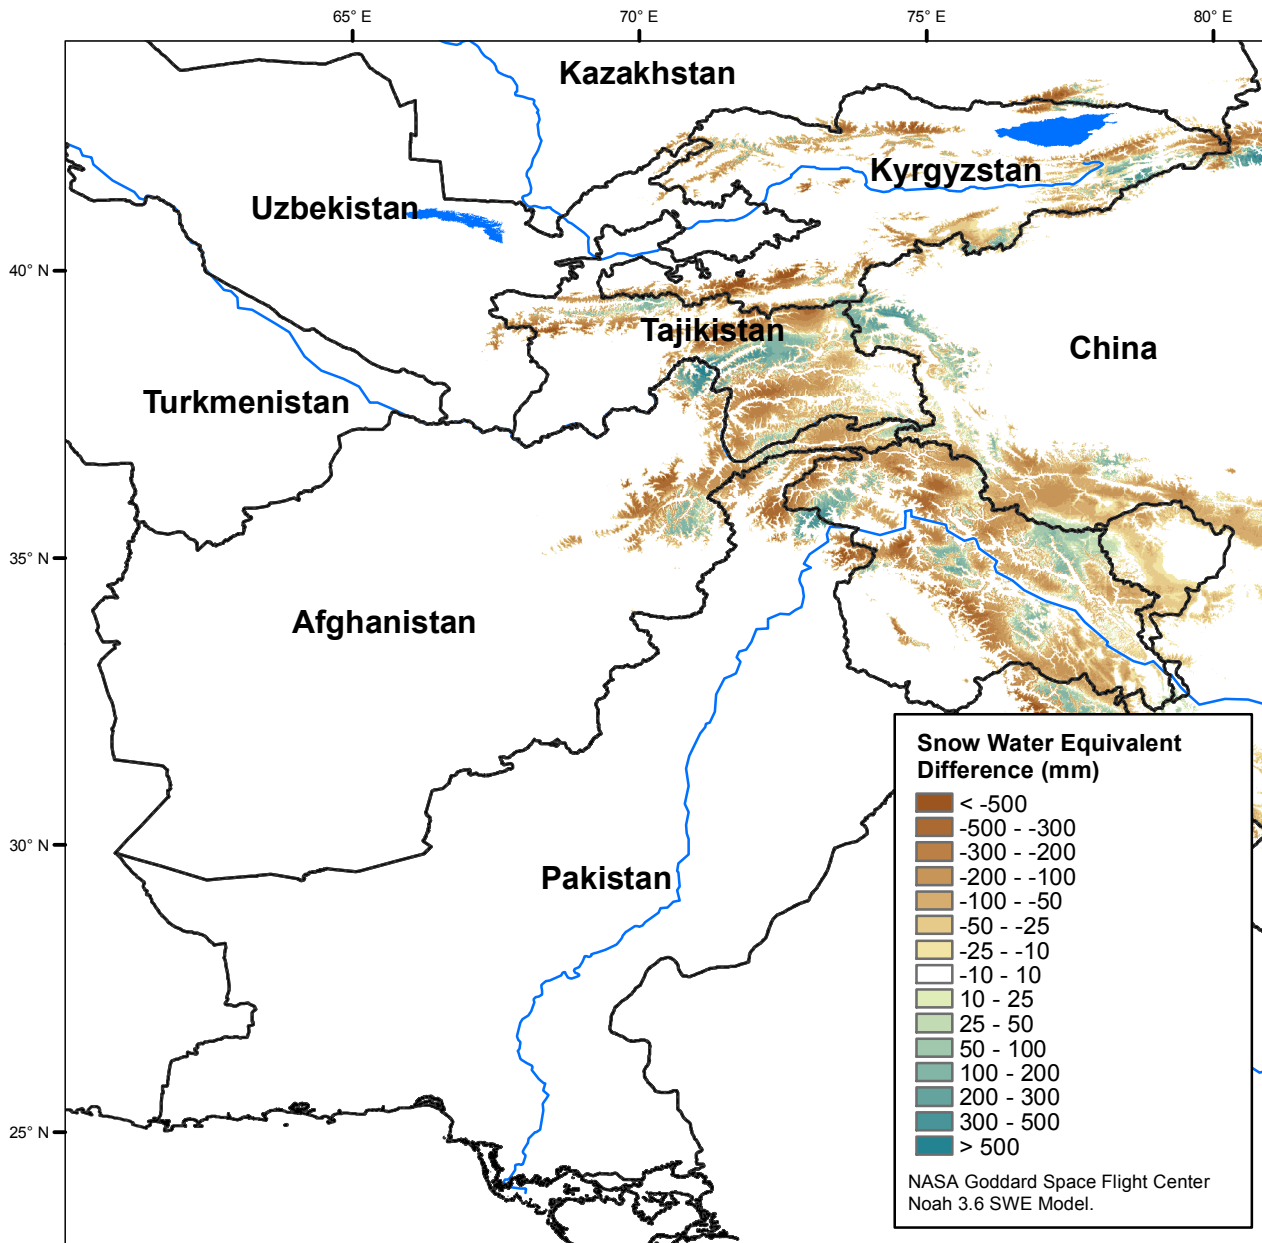 65° E
70° E
75° E
80° E
Kazakhstan
Kyrgyzstan
Uzbekistan
40° N
Tajikistan
China
Turkmenistan
35° N
Afghanistan
30° N
Pakistan
25° N
Snow Water Equivalent
Difference (mm)
< -500
-500 - -300
-300 - -200
-200 - -100
-100 - -50
-50 - -25
-25 - -10
-10 - 10
10 - 25
25 - 50
50 - 100
100 - 200
200 - 300
300 - 500
> 500
NASA Goddard Space Flight Center
Noah 3.6 SWE Model.